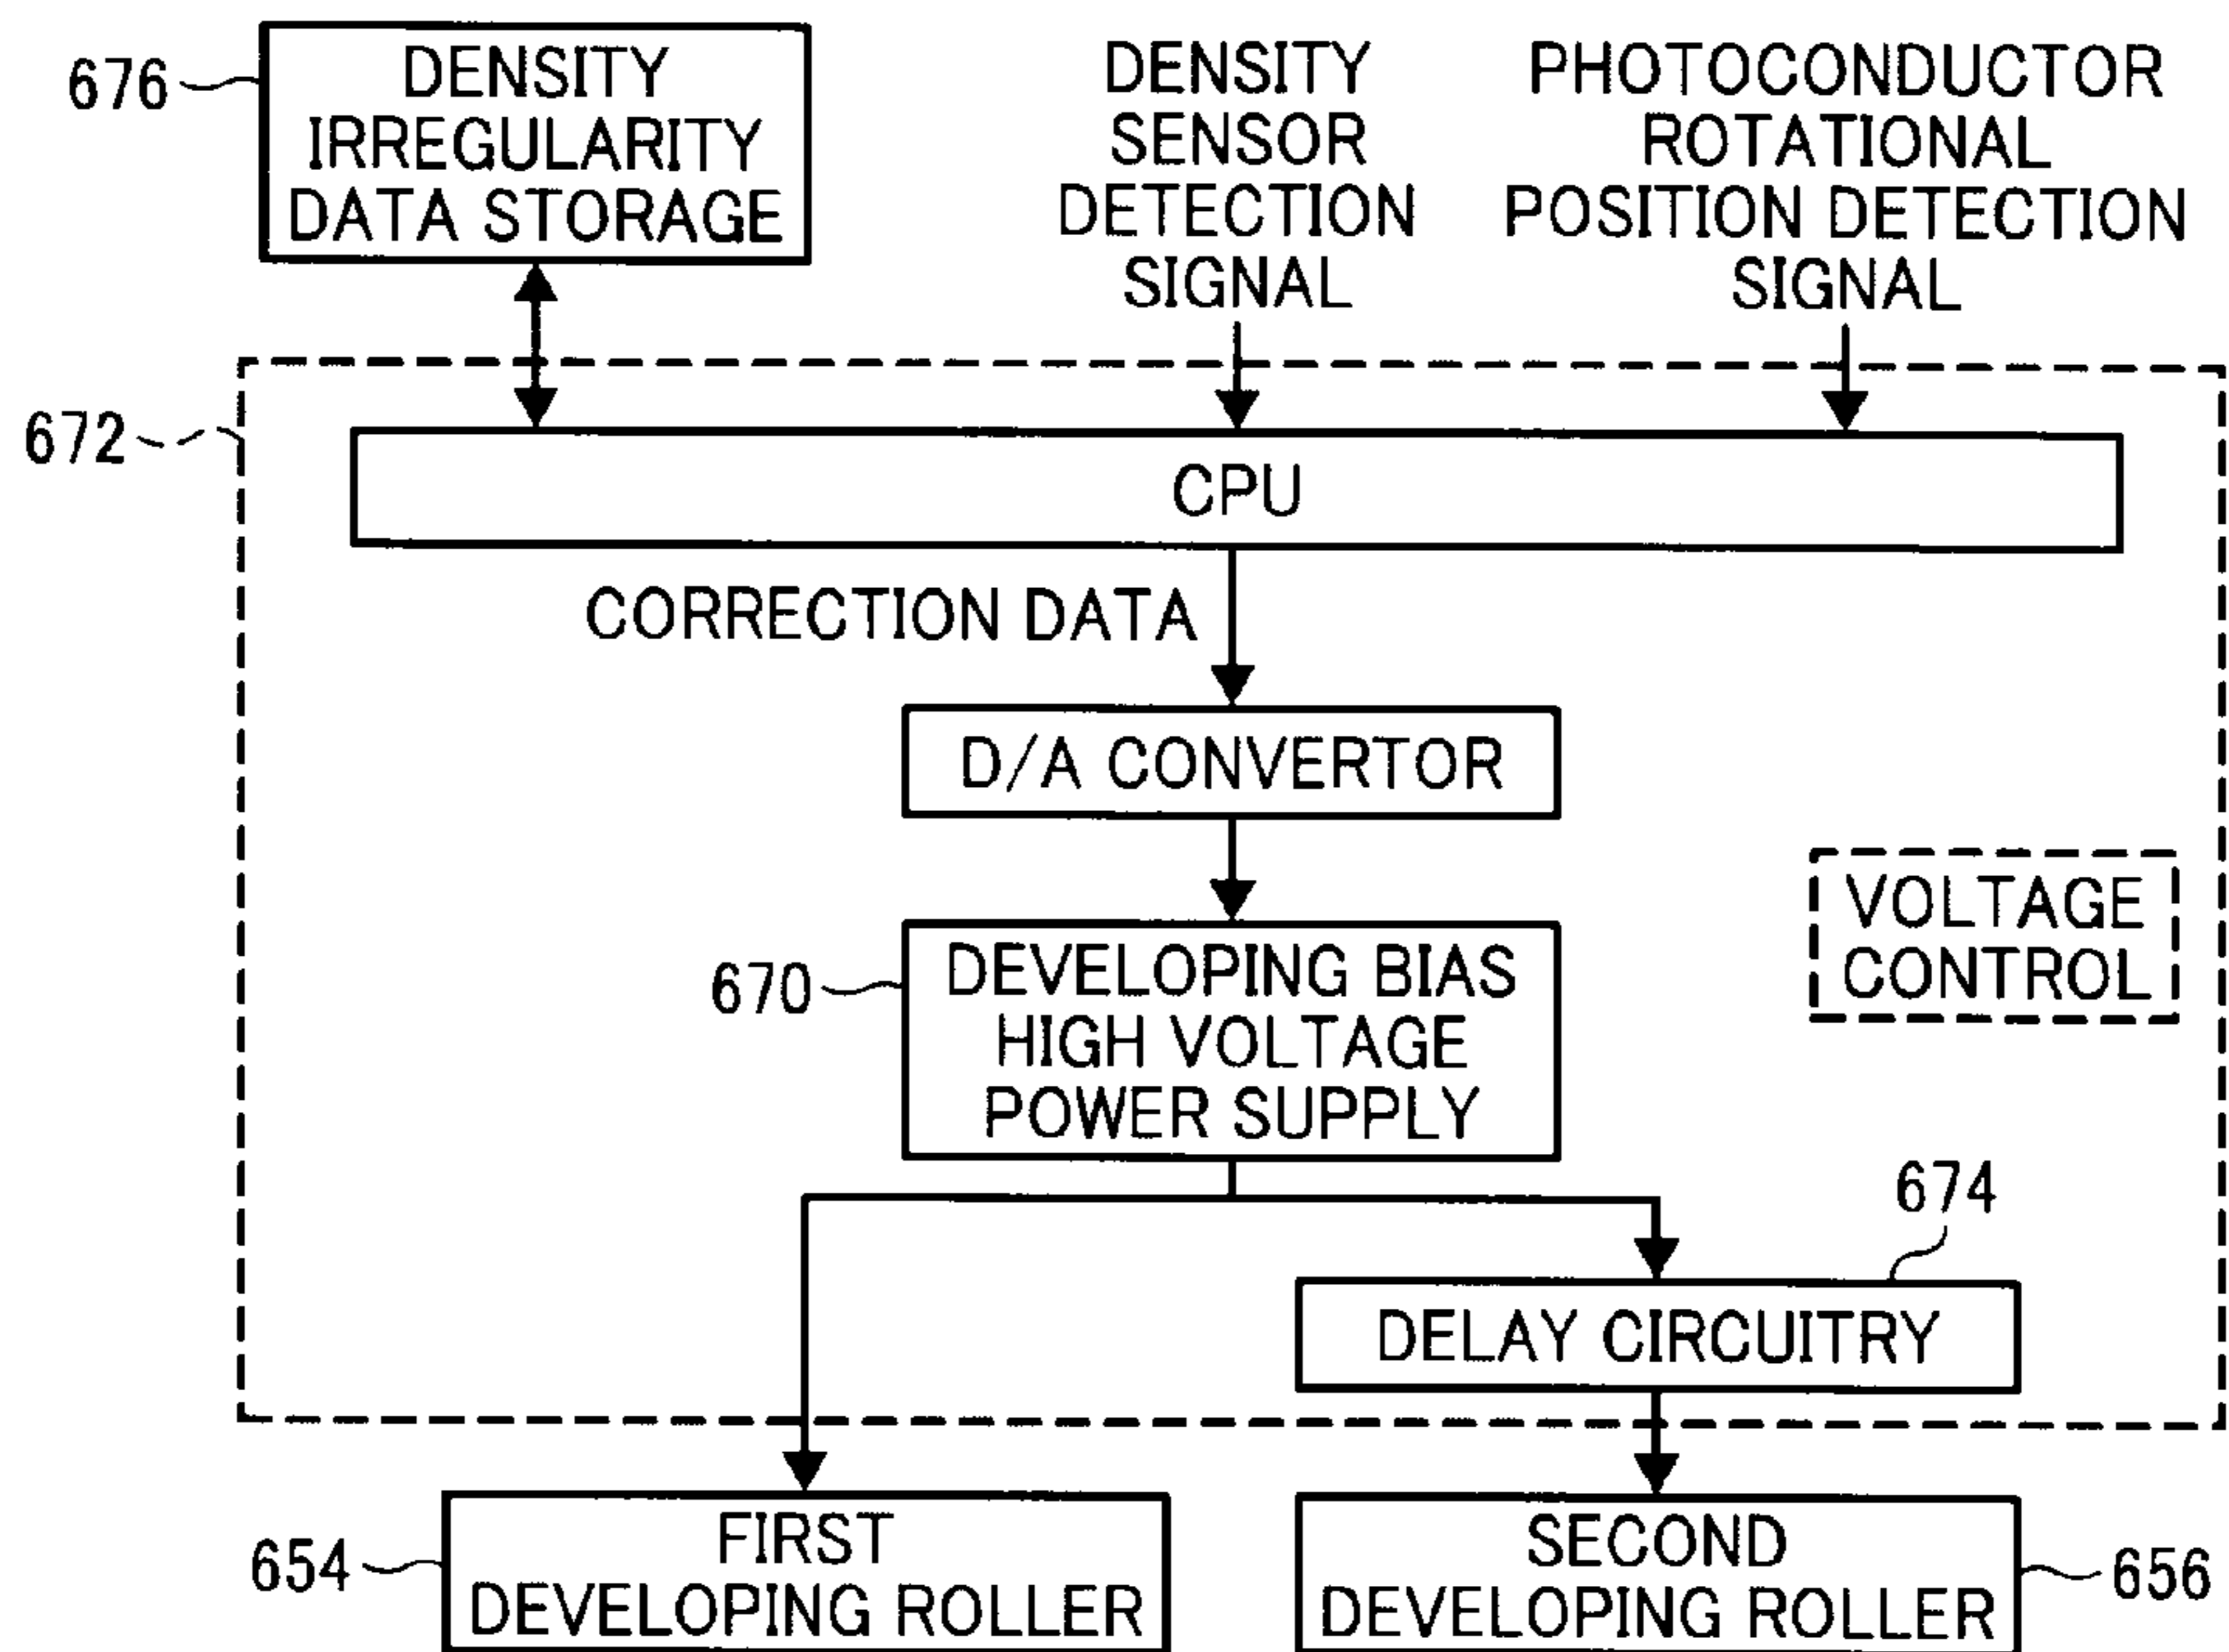 676
DENSITY
IRREGULARITY
DATA STORAGE
DENSITY
SENSOR
DETECTION
SIGNAL
PHOTOCONDUCTOR
ROTATIONAL
POSITION DETECTION
SIGNAL
672
CPU
CORRECTION DATA
D/A CONVERTOR
VOLTAGE
CONTROL
670
DEVELOPING BIAS
HIGH VOLTAGE
POWER SUPPLY
674
DELAY CIRCUITRY
654
FIRST
DEVELOPING ROLLER
SECOND
DEVELOPING ROLLER
656